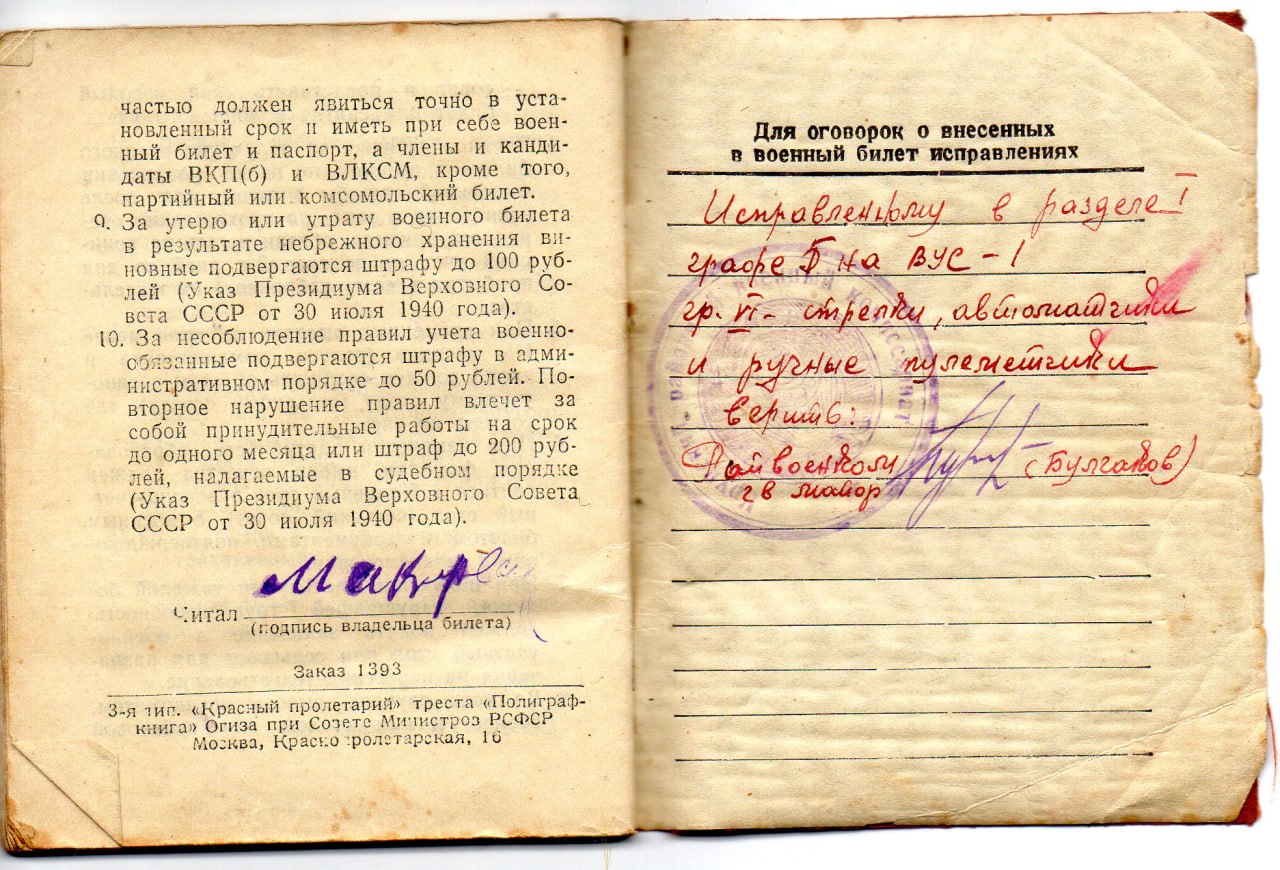 частью должен явиться точно в уста-
новленный срок и иметь при себе воен-
ный билет и паспорт, а члены и канди-
даты ВКП(б) и ВЛКСМ, кроме того,
партийный или комсомольский билет.
9. За утерю или утрату военного билета
в результате небрежного хранения ви-
новные подвергаются штрафу до 100 руб-
лей (Указ Президиума Верховного Со-
вета СССР от 30 июля 1940 года).
10. За несоблюдение правил учета военно-
обязанные подвергаются штрафу в адми-
нистративном порядке до 50 рублей. По-
вторное нарушение правил влечет за
собой принудительные работы на срок
до одного месяца или штраф до 200 руб-
лей, налагаемые в судебном порядке
(Указ Президиума Верховного Совета
СССР от 30 июля 1940 года).
Читал
(подпись владельца билета)
Заказ 1393
3-я тип. «Красный пролетарий» треста «Полиграф-
книга» Огиза при Совете Министров РСФСР
Москва, Краснопролетарская, 16
Для оговорок о внесенных
в военный билет исправлениях
Исправленному в разделе I
графе на ВУС-1
гр. VI - стрелки, автоматчики
и ручные пулеметчики
верить:
Райвоенком (Булгаков)
гв майор
ВОЕННЫЙ КОМИССАРИАТ